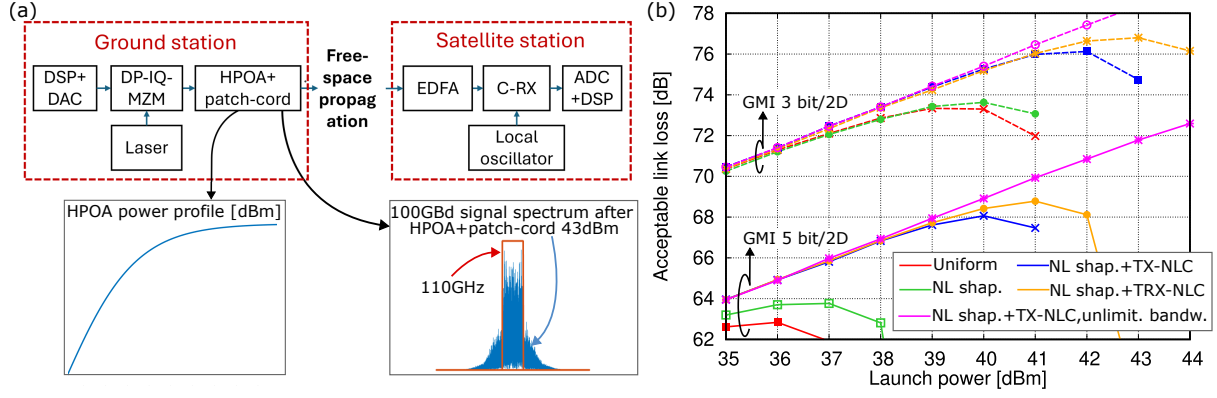 (a)
Ground station
DSP+
DAC
DP-IQ-
MZM
HPOA+
patch-cord
Laser
Free-
space
propag
ation
Satellite station
EDFA
C-RX
ADC
+DSP
Local
oscillator
HPOA power profile [dBm]
100GBd signal spectrum after
HPOA+patch-cord 43dBm
110GHz
(b)
Acceptable link loss [dB]
78
76
74
72
70
68
66
64
62
GMI 3 bit/2D
GMI 5 bit/2D
Uniform
NL shap.
NL shap.+TX-NLC
NL shap.+TRX-NLC
NL shap.+TX-NLC,unlimit. bandw.
35 36 37 38 39 40 41 42 43 44
Launch power [dBm]